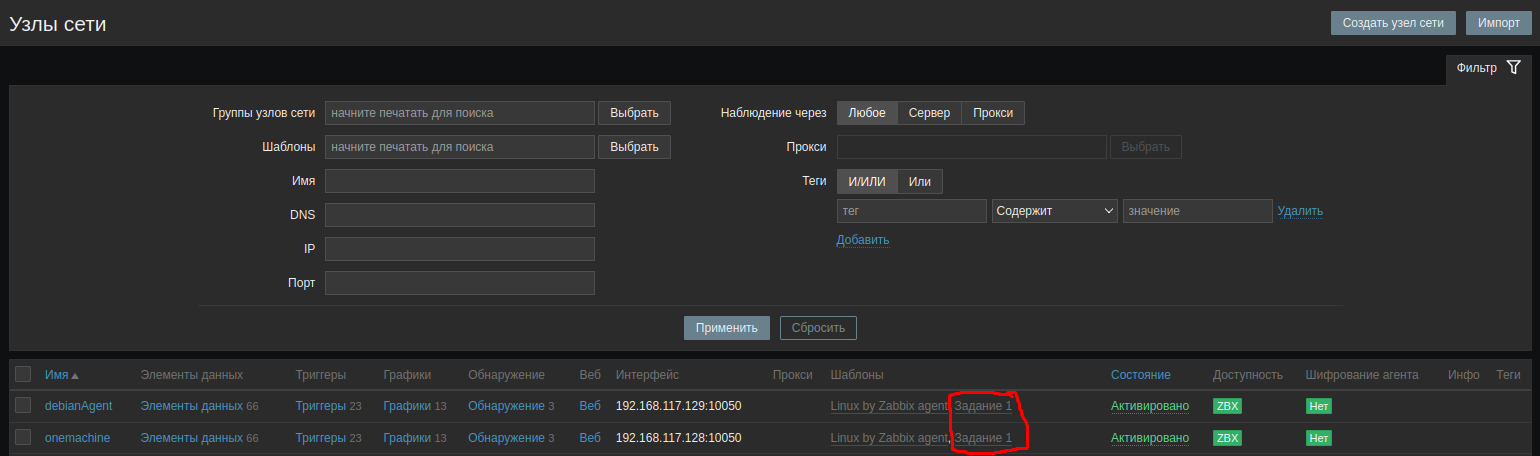 Узлы сети Создать узел сети Импорт
Фильтр
Группы узлов сети начните печатать для поиска Выбрать Наблюдение через Любое Сервер Прокси
Шаблоны начните печатать для поиска Выбрать Прокси Выбрать
Имя Теги И/ИЛИ Или
DNS тег Содержит значение Удалить
IP Добавить
Порт
Применить Сбросить
Имя Элементы данных Триггеры Графики Обнаружение Веб Интерфейс Прокси Шаблоны Состояние Доступность Шифрование агента Инфо Теги
debianAgent Элементы данных 66 Триггеры 23 Графики 13 Обнаружение 3 Веб 192.168.117.129:10050 Linux by Zabbix agent, Задание 1 Активировано ZBX Нет
onemachine Элементы данных 66 Триггеры 23 Графики 13 Обнаружение 3 Веб 192.168.117.128:10050 Linux by Zabbix agent, Задание 1 Активировано ZBX Нет